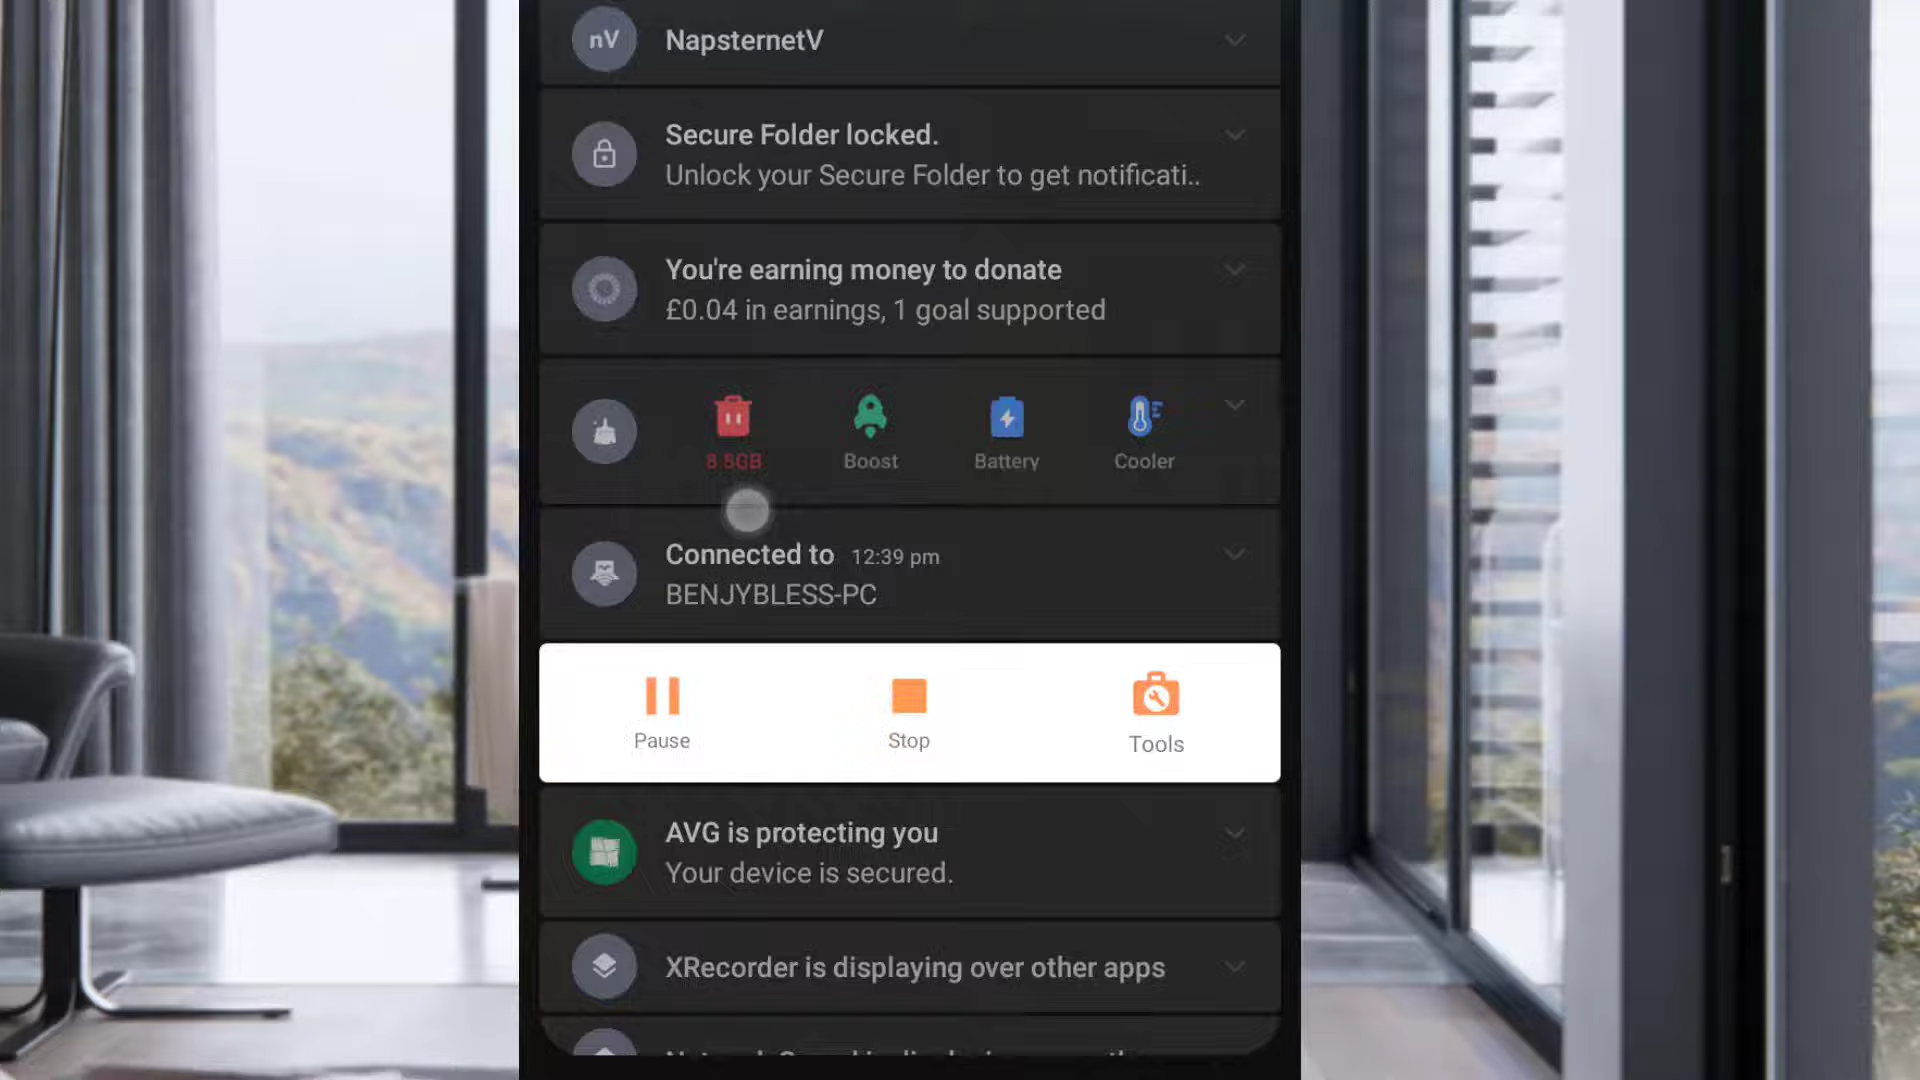 nV NapsternetV
Secure Folder locked.
Unlock your Secure Folder to get notificati..
You're earning money to donate
£0.04 in earnings, 1 goal supported
8.5GB Boost Battery Cooler
Connected to 12:39 pm
BENJYBLESS-PC
Pause Stop Tools
AVG is protecting you
Your device is secured.
XRecorder is displaying over other apps